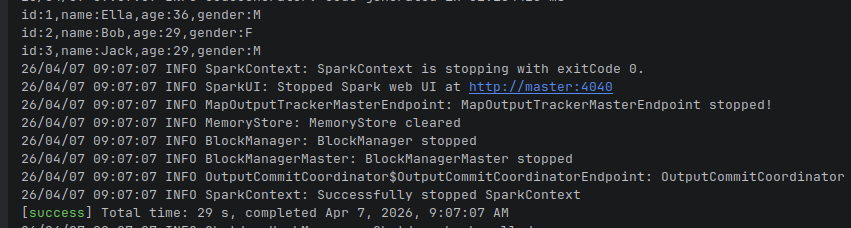 id:1,name:Ella,age:36,gender:M
id:2,name:Bob,age:29,gender:F
id:3,name:Jack,age:29,gender:M
26/04/07 09:07:07 INFO SparkContext: SparkContext is stopping with exitCode 0.
26/04/07 09:07:07 INFO SparkUI: Stopped Spark web UI at http://master:4040
26/04/07 09:07:07 INFO MapOutputTrackerMasterEndpoint: MapOutputTrackerMasterEndpoint stopped!
26/04/07 09:07:07 INFO MemoryStore: MemoryStore cleared
26/04/07 09:07:07 INFO BlockManager: BlockManager stopped
26/04/07 09:07:07 INFO BlockManagerMaster: BlockManagerMaster stopped
26/04/07 09:07:07 INFO OutputCommitCoordinator$OutputCommitCoordinatorEndpoint: OutputCommitCoordinator
26/04/07 09:07:07 INFO SparkContext: Successfully stopped SparkContext
[success] Total time: 29 s, completed Apr 7, 2026, 9:07:07 AM